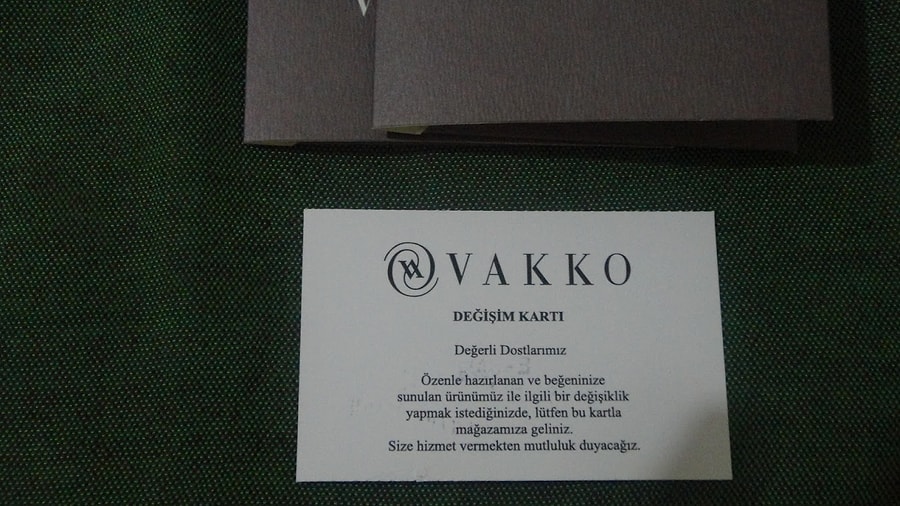 V
VAKKO
DEĞİŞİM KARTI
Değerli Dostlarımız
Özenle hazırlanan ve beğeninize
sunulan ürünümüz ile ilgili bir değişiklik
yapmak istediğinizde, lütfen bu kartla
mağazamıza geliniz.
Size hizmet vermekten mutluluk duyacağız.